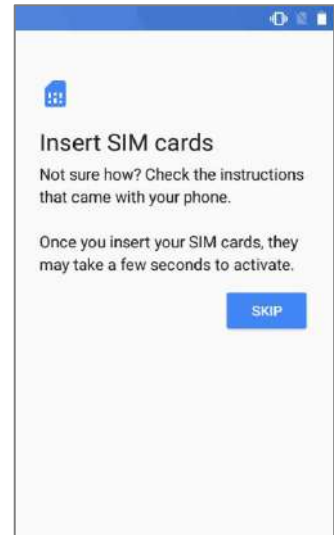 Insert SIM cards
Not sure how? Check the instructions
that came with your phone.
Once you insert your SIM cards, they
may take a few seconds to activate.
SKIP